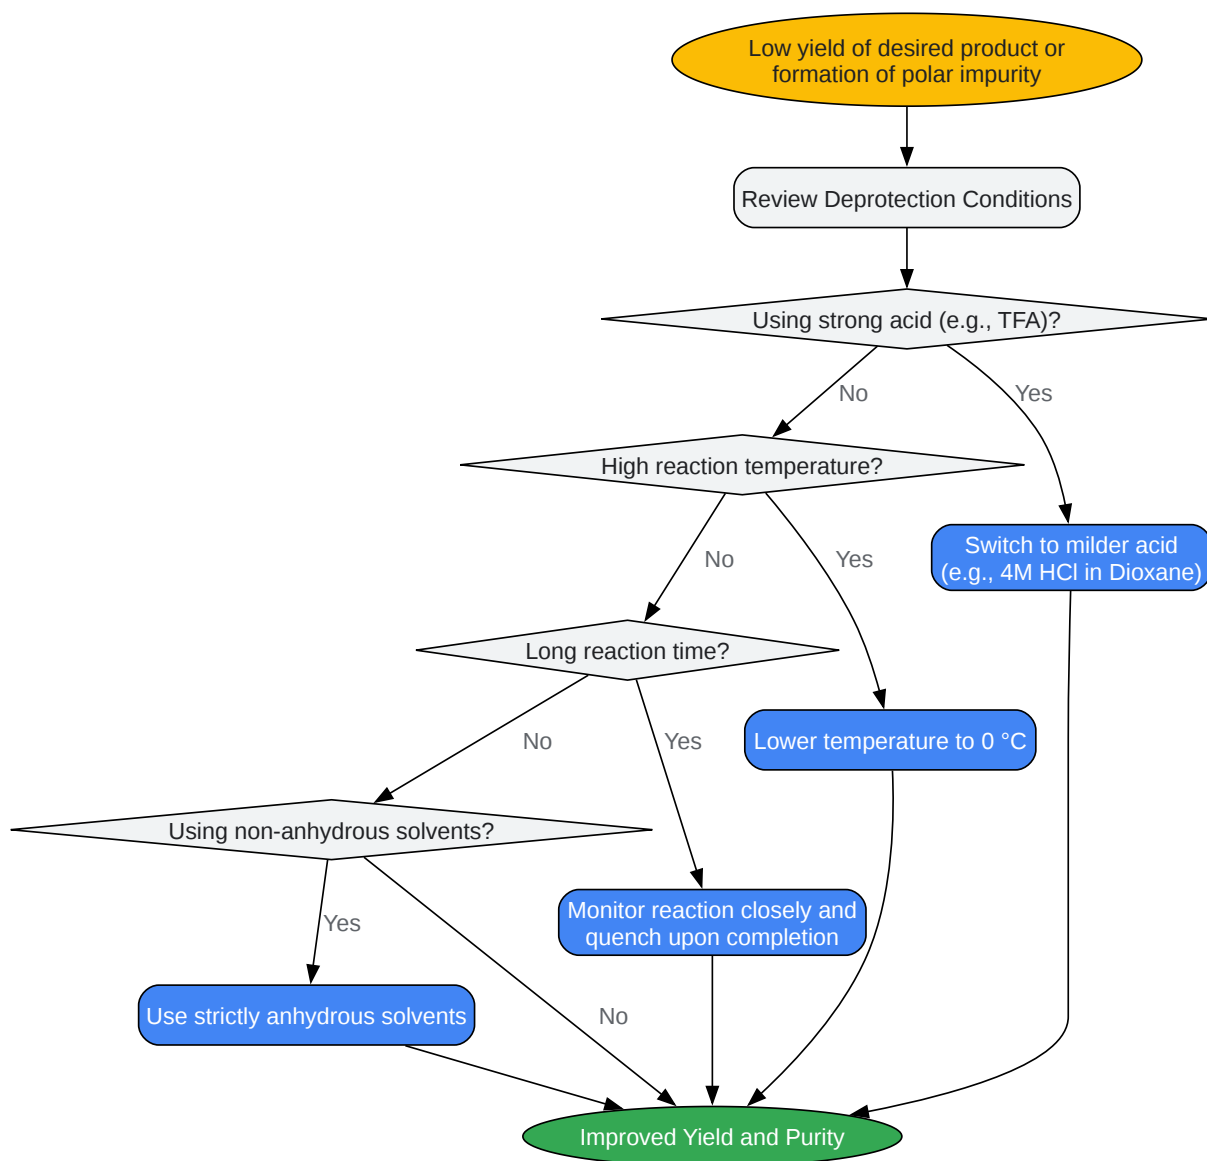 Low yield of desired product or
formation of polar impurity
Review Deprotection Conditions
Using strong acid (e.g., TFA)?
No
Yes
High reaction temperature?
Switch to milder acid
(e.g., 4M HCl in Dioxane)
No
Yes
Long reaction time?
No
Yes
Lower temperature to 0 °C
Using non-anhydrous solvents?
Monitor reaction closely and
quench upon completion
Yes
Use strictly anhydrous solvents
No
Improved Yield and Purity